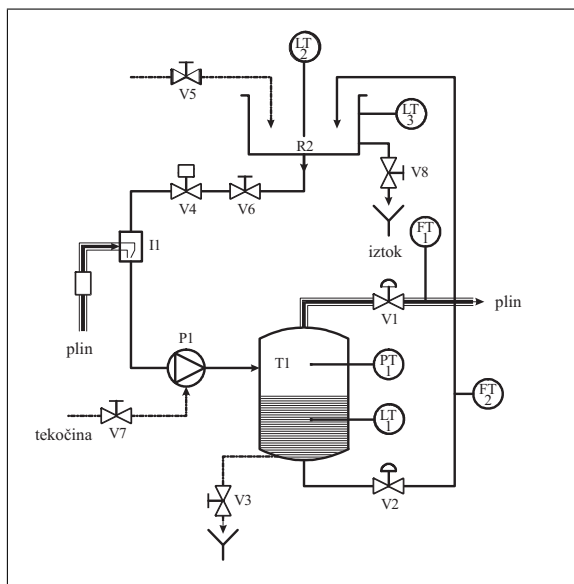 LT
2
V5
LT
3
R2
V8
V4
V6
I1
FT
1
iztok
plin
V1
plin
P1
T1
PT
1
FT
2
LT
1
tekočina
V7
V3
V2